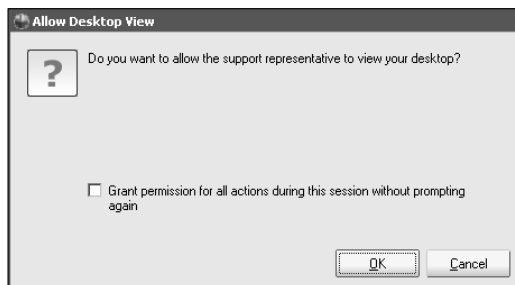 Allow Desktop View
Do you want to allow the support representative to view your desktop?
Grant permission for all actions during this session without prompting
again
OK
Cancel